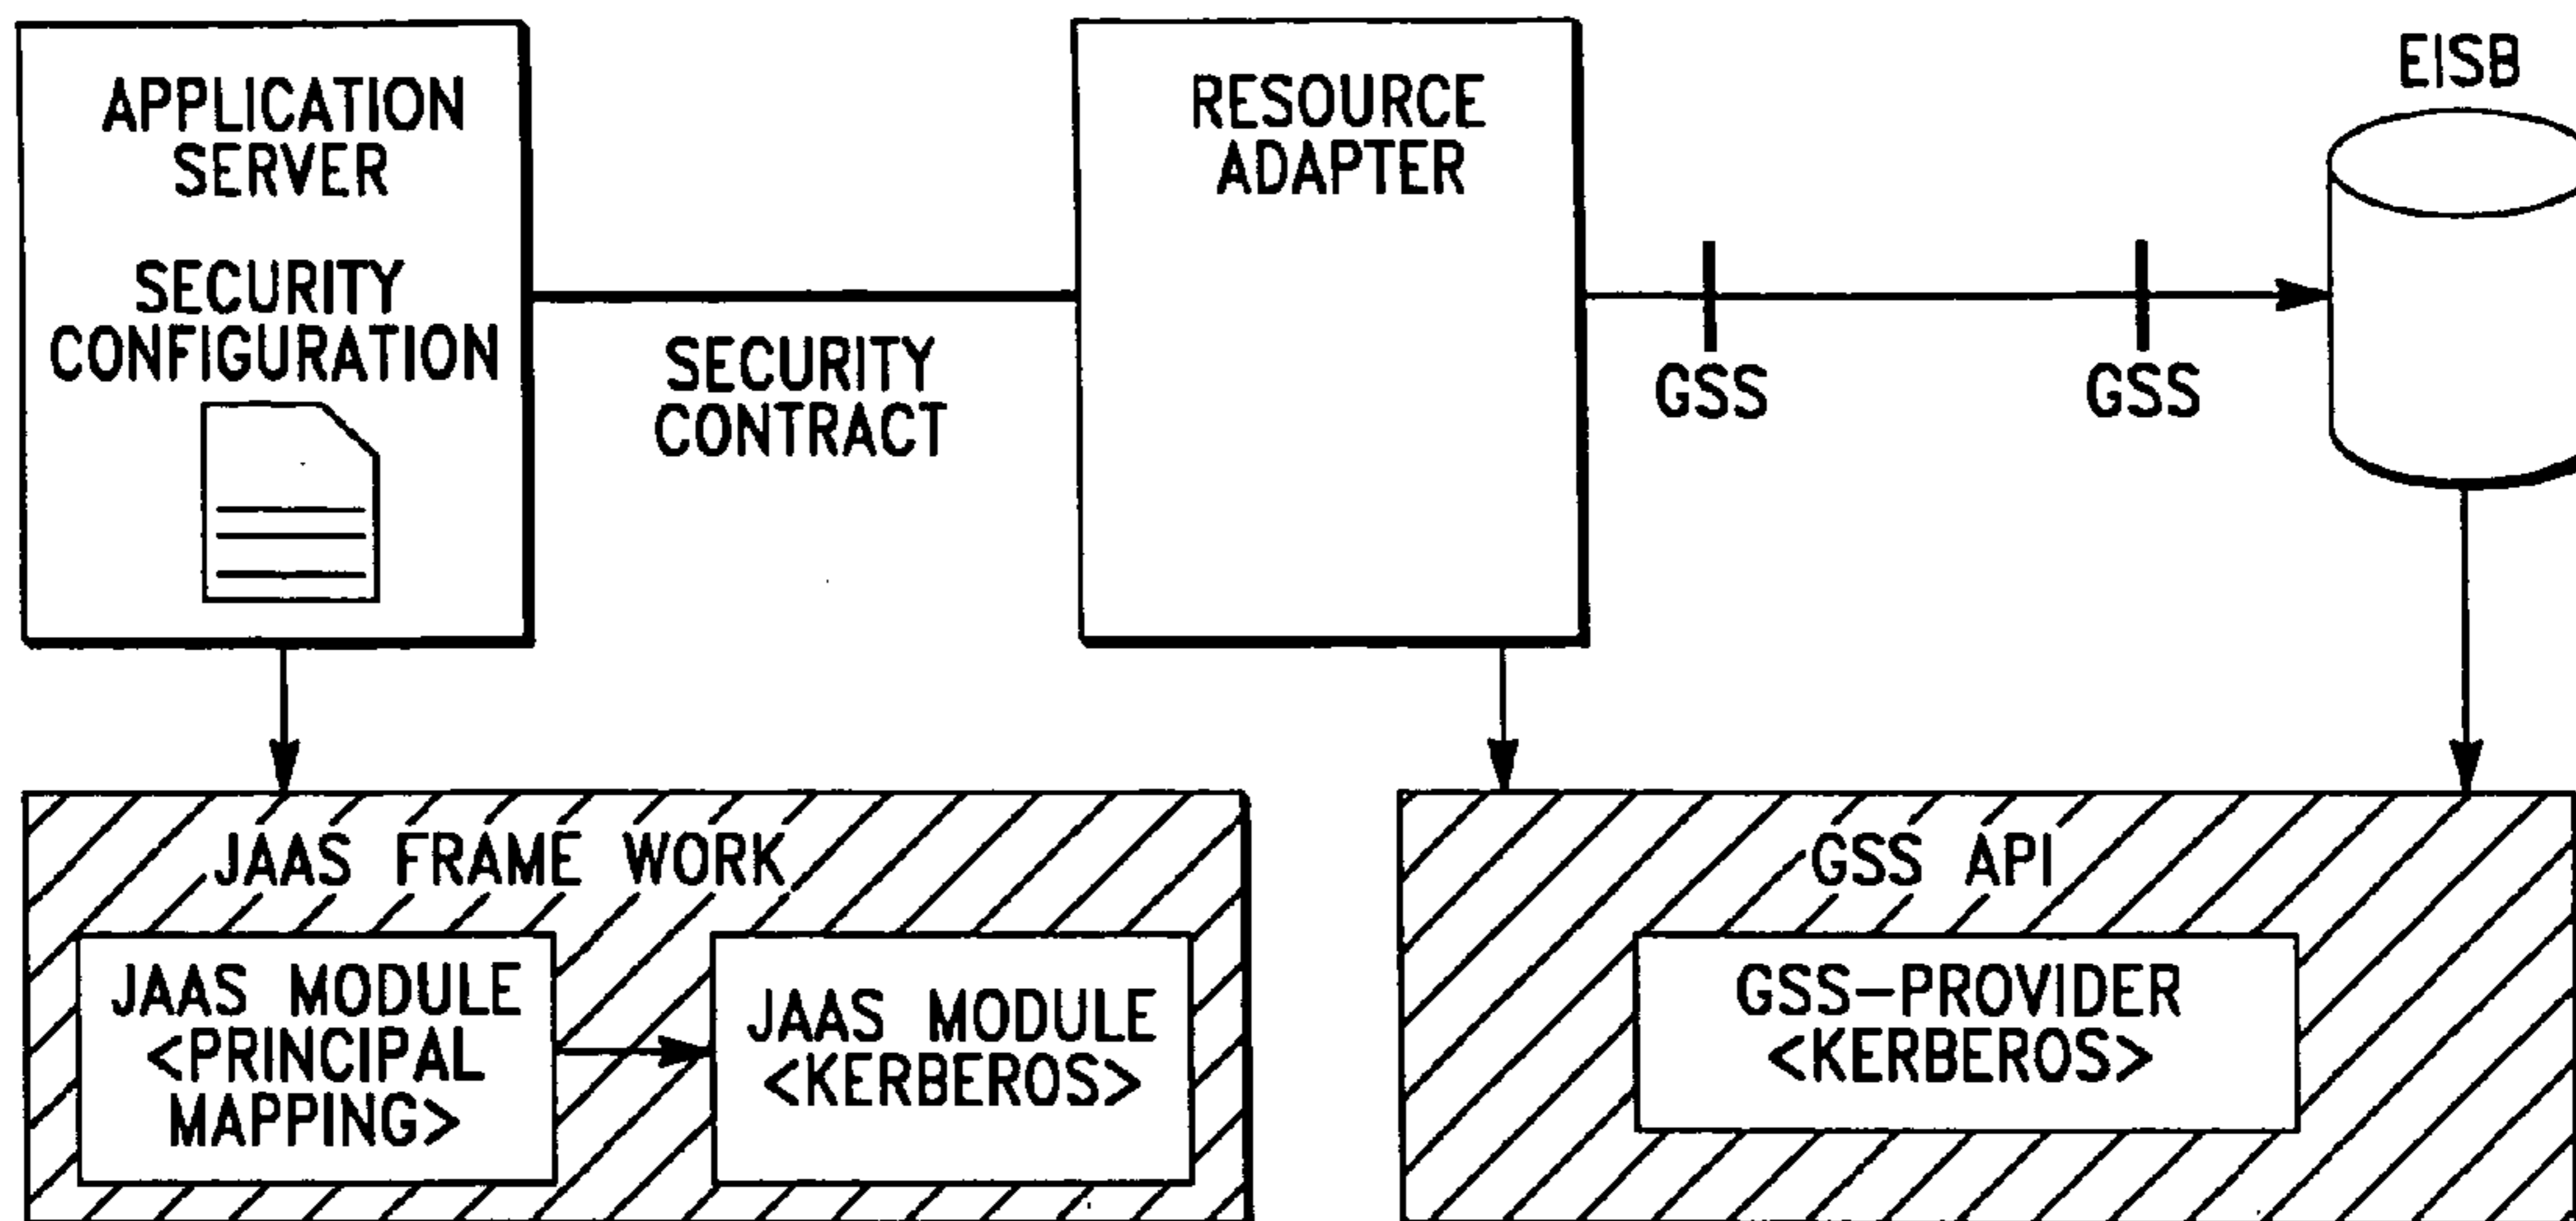 APPLICATION
SERVER
SECURITY
CONFIGURATION
SECURITY
CONTRACT
RESOURCE
ADAPTER
GSS
GSS
EISB
JAAS FRAME WORK
JAAS MODULE
<PRINCIPAL
MAPPING>
JAAS MODULE
<KERBEROS>
GSS API
GSS-PROVIDER
<KERBEROS>